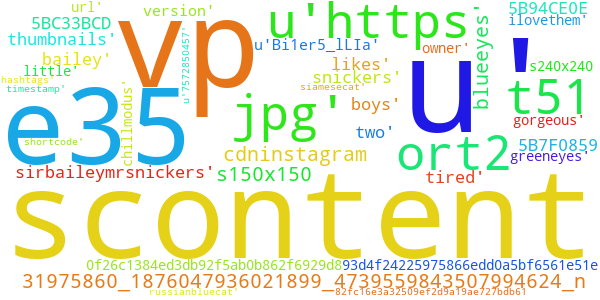 url'
version'
5B94CE0E
5BC33BCD
u'https
ilovethem'
thumbnails'
vp
u'Bi1er5_lLIa'
owner'
u'
bailey'
likes'
blueeyes'
s240x240
little'
snickers'
u'7572850457'
hashtags'
siamesecat'
t51
timestamp'
e35
chillmodus'
jpg'
boys'
gorgeous'
two'
shortcode'
ort2
5B7F0859
cdninstagram
greeneyes'
sirbaileymrsnickers'
s150x150
tired'
scontent
0f26c1384ed3db92f5ab0b862f6929d8
93d4f24225975866edd0a5bf6561e51e
31975860_1876047936021899_4739559843507994624_n
russianbluecat'
82fc16e3a32509ef2d9a19ae727bdb61